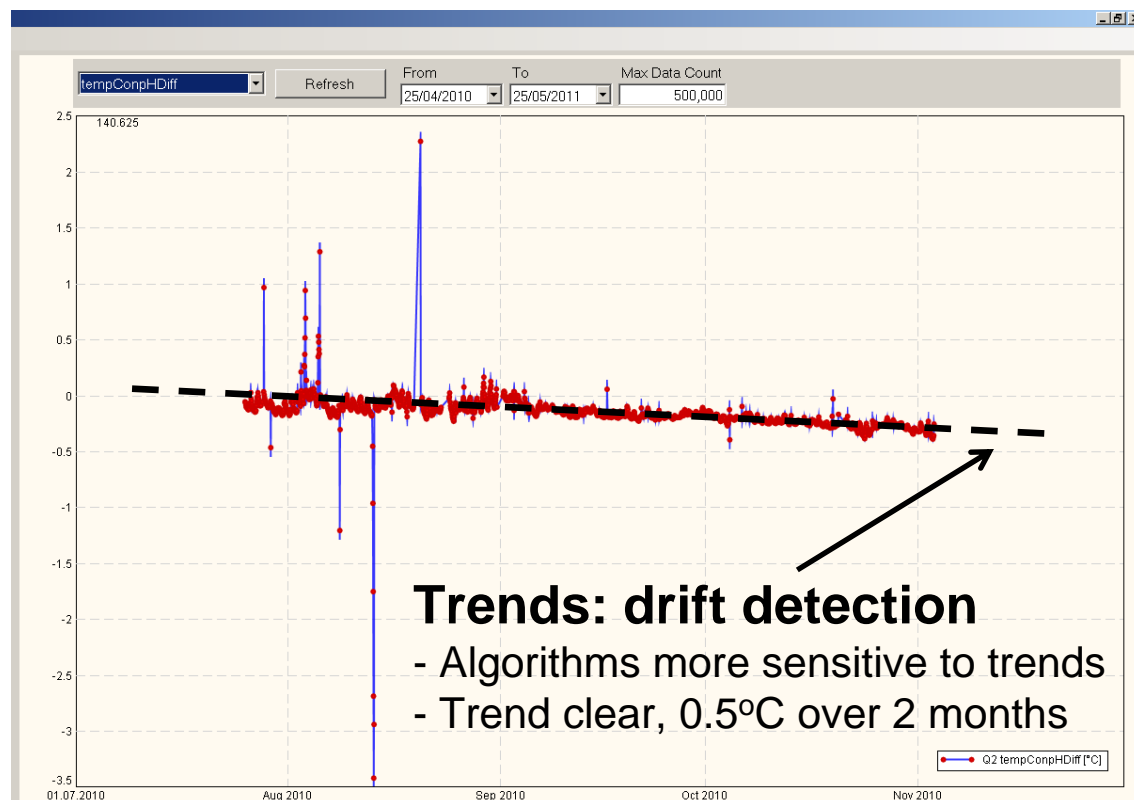 From To Max Data Count
tempConpHDiff Refresh 25/04/2010 25/05/2011 500,000
2.5 140.625
2
1.5
1
0.5
0
-0.5
-1
-1.5
-2
-2.5
-3
-3.5
Trends: drift detection
- Algorithms more sensitive to trends
- Trend clear, 0.5°C over 2 months
Q2 tempConpHDiff [°C]
01.07.2010 Aug 2010 Sep 2010 Oct 2010 Nov 2010